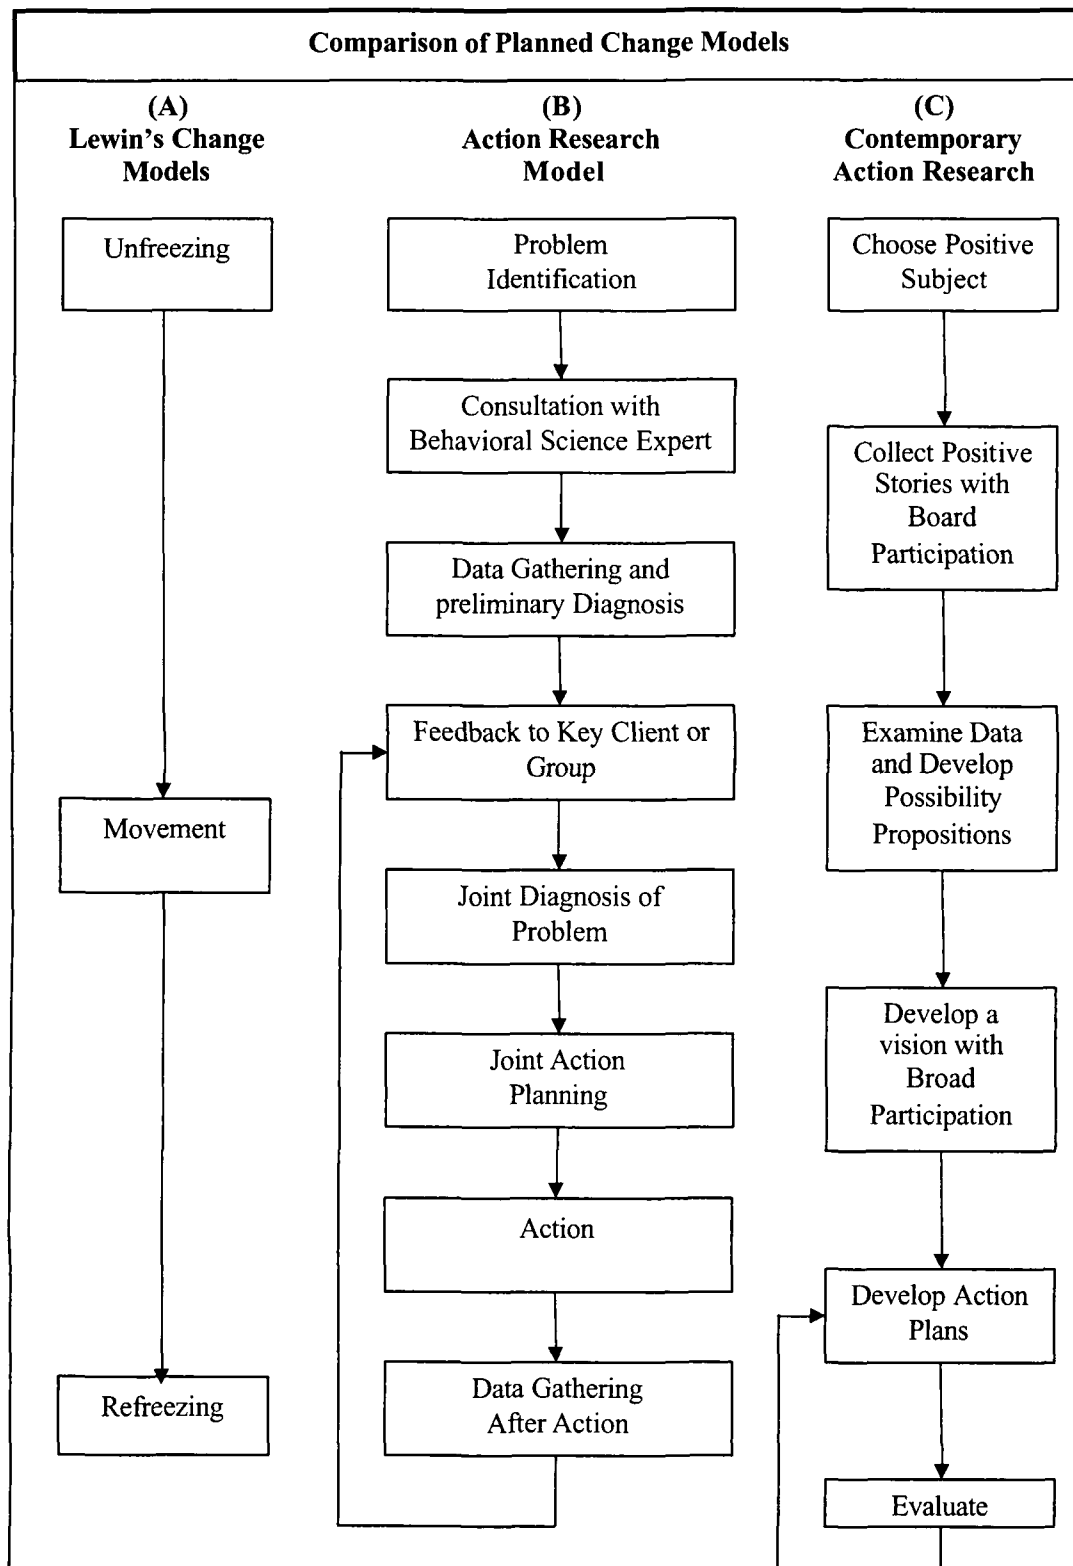 Comparison of Planned Change Models
(A)
Lewin's Change
Models
Unfreezing
Movement
Refreezing
(B)
Action Research
Model
Problem
Identification
Consultation with
Behavioral Science Expert
Data Gathering and
preliminary Diagnosis
Feedback to Key Client or
Group
Joint Diagnosis of
Problem
Joint Action
Planning
Action
Data Gathering
After Action
(C)
Contemporary
Action Research
Choose Positive
Subject
Collect Positive
Stories with
Board
Participation
Examine Data
and Develop
Possibility
Propositions
Develop a
vision with
Broad
Participation
Develop Action
Plans
Evaluate